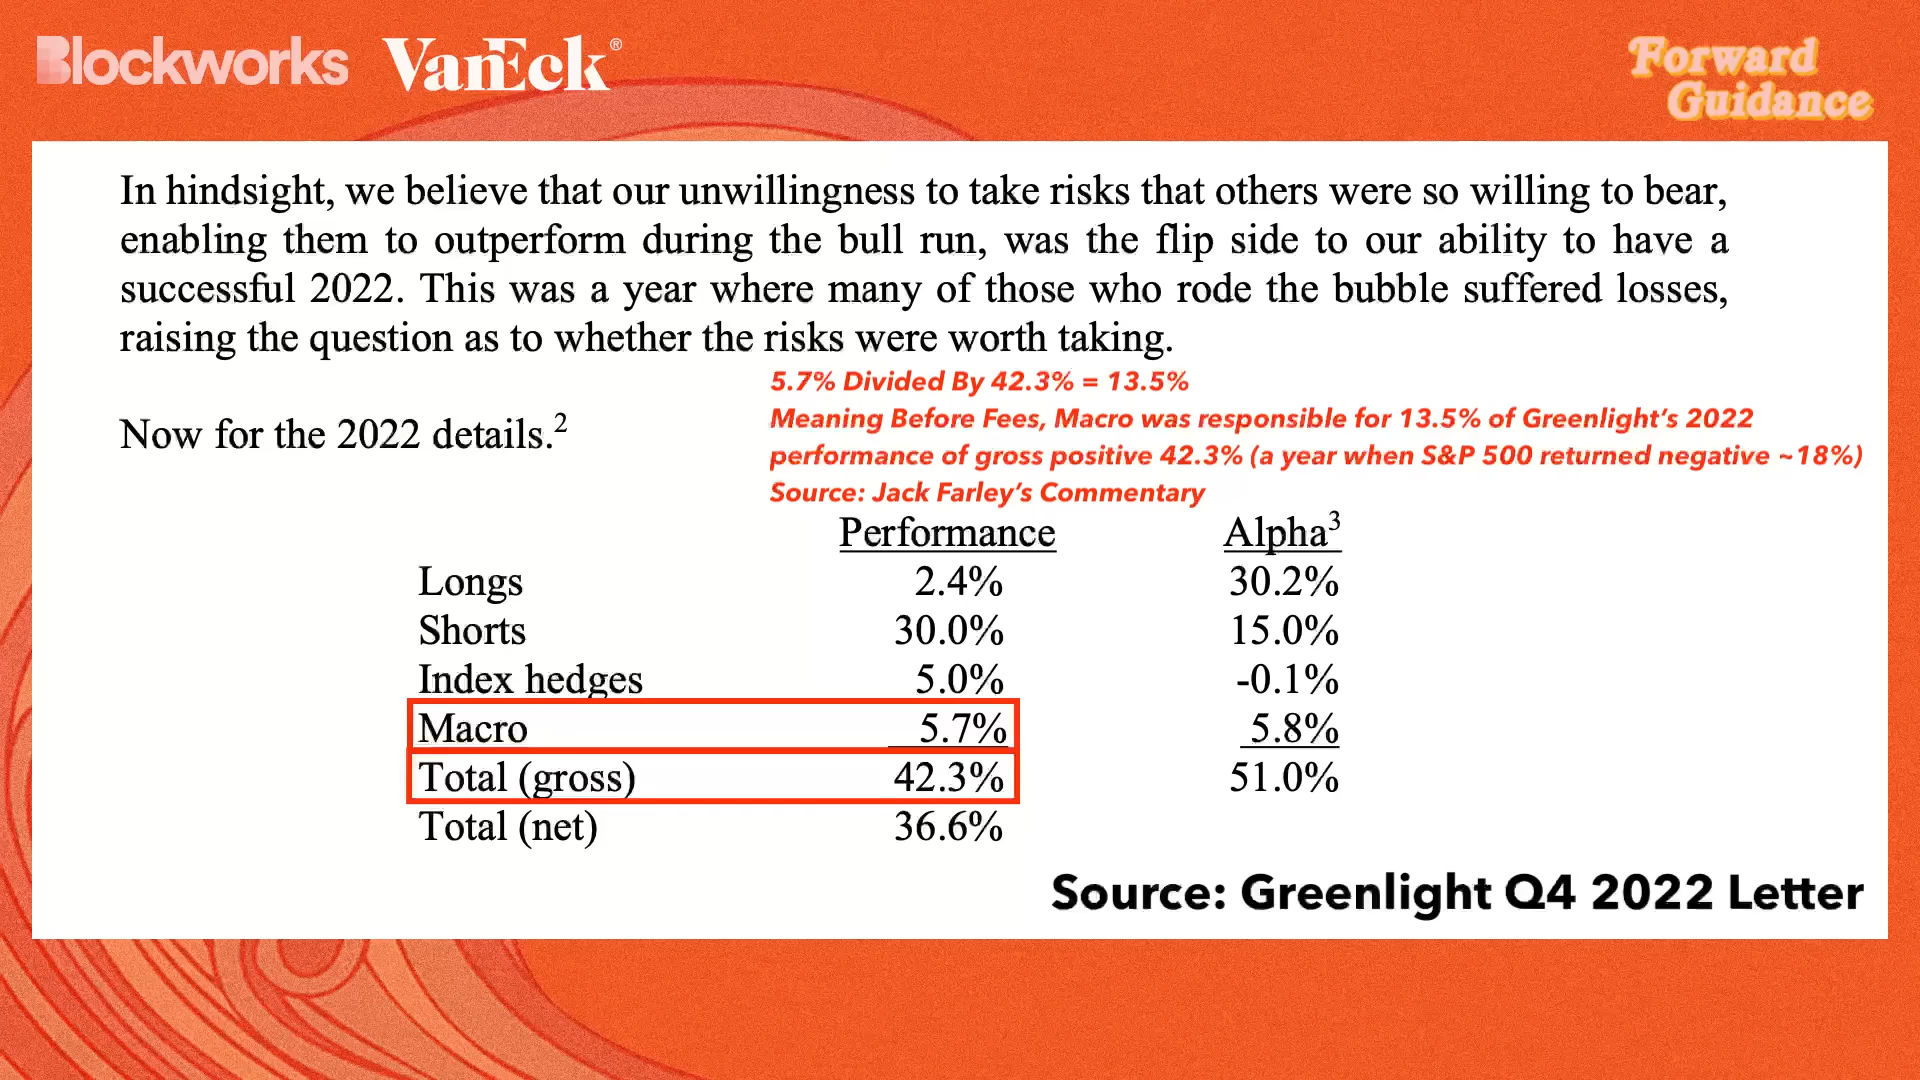 Blockworks VanEck®
Forward
Guidance
In hindsight, we believe that our unwillingness to take risks that others were so willing to bear,
enabling them to outperform during the bull run, was the flip side to our ability to have a
successful 2022. This was a year where many of those who rode the bubble suffered losses,
raising the question as to whether the risks were worth taking.
5.7% Divided By 42.3% = 13.5%
Meaning Before Fees, Macro was responsible for 13.5% of Greenlight's 2022
performance of gross positive 42.3% (a year when S&P 500 returned negative ~18%)
Source: Jack Farley's Commentary
Now for the 2022 details.2
Performance Alpha3
Longs 2.4% 30.2%
Shorts 30.0% 15.0%
Index hedges 5.0% -0.1%
Macro 5.7% 5.8%
Total (gross) 42.3% 51.0%
Total (net) 36.6%
Source: Greenlight Q4 2022 Letter